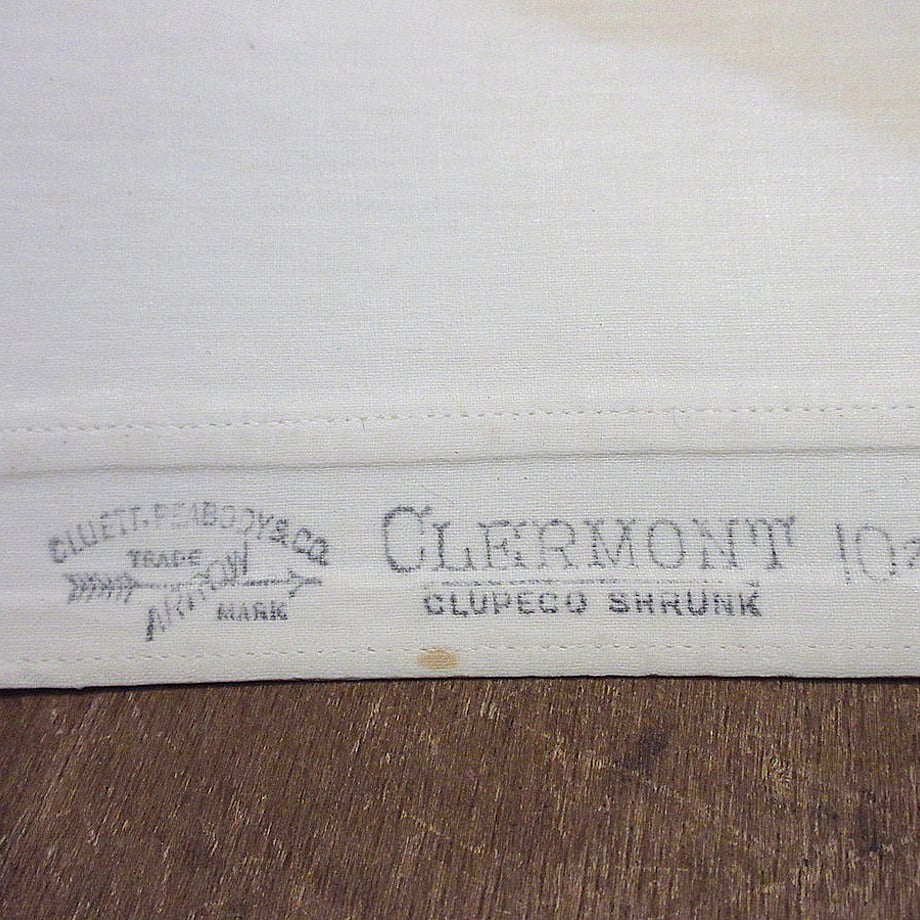 CLUETT, PEABODY & CO.
TRADE
ARROW
MARK
CLERMONT
CLUPECO SHRUNK
10